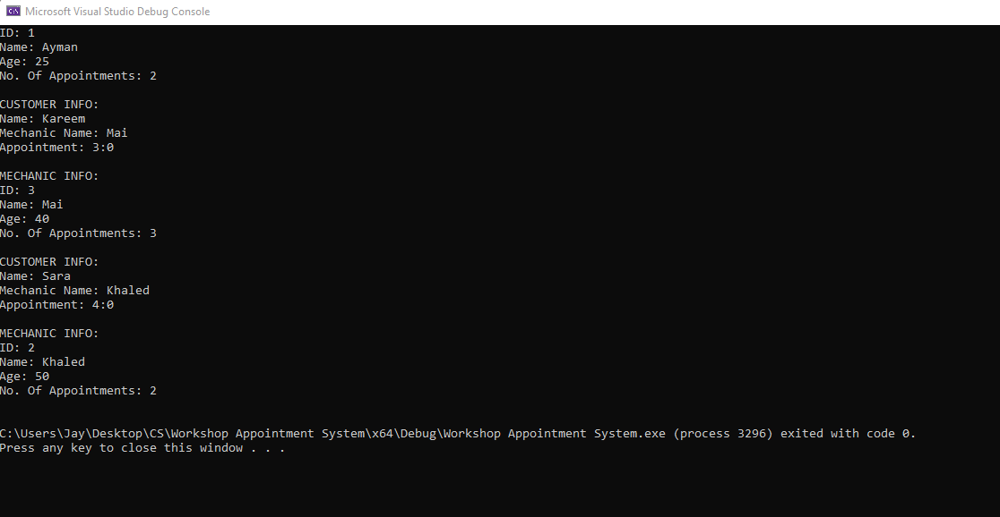 Microsoft Visual Studio Debug Console
ID: 1
Name: Ayman
Age: 25
No. Of Appointments: 2
CUSTOMER INFO:
Name: Kareem
Mechanic Name: Mai
Appointment: 3:0
MECHANIC INFO:
ID: 3
Name: Mai
Age: 40
No. Of Appointments: 3
CUSTOMER INFO:
Name: Sara
Mechanic Name: Khaled
Appointment: 4:0
MECHANIC INFO:
ID: 2
Name: Khaled
Age: 50
No. Of Appointments: 2
C:\Users\Jay\Desktop\CS\Workshop Appointment System\x64\Debug\Workshop Appointment System.exe (process 3296) exited with code 0.
Press any key to close this window . . .